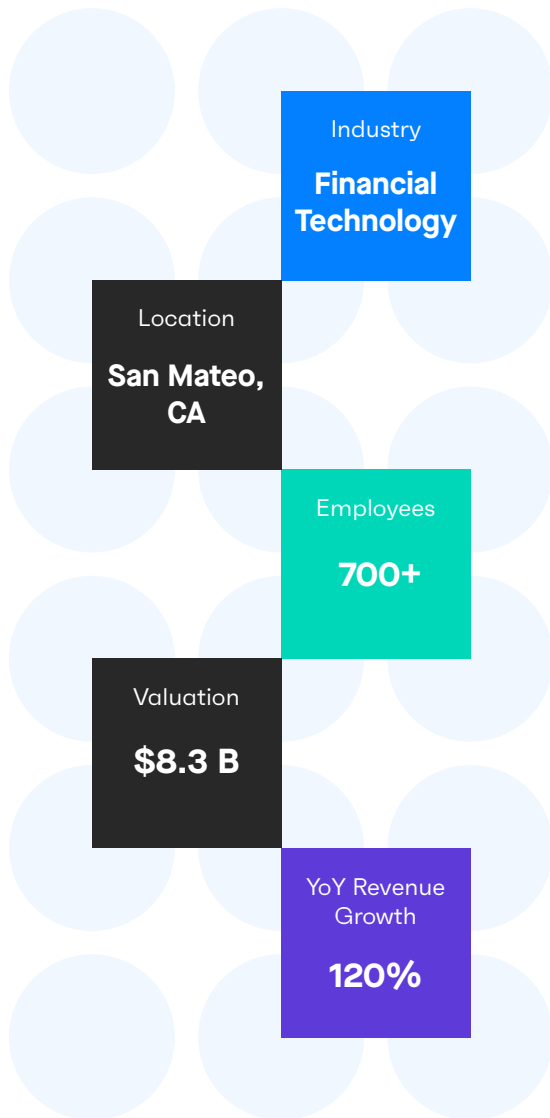 Industry
Financial
Technology
Location
San Mateo,
CA
Employees
700+
Valuation
$8.3 B
YoY Revenue
Growth
120%